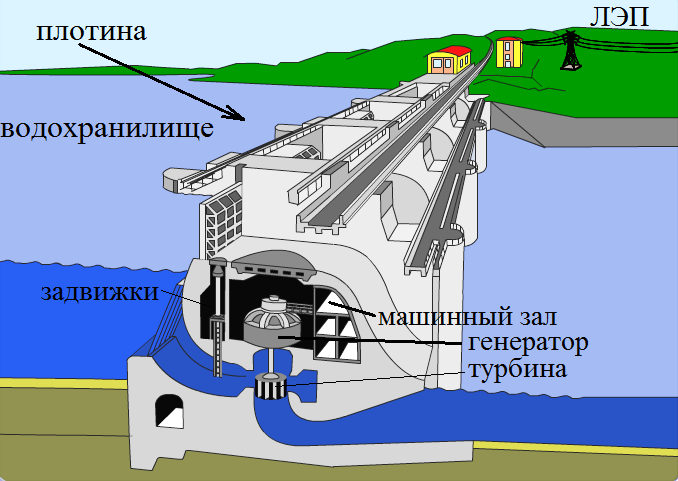 ЛЭП
плотина
водохранилище
задвижки
машинный зал
генератор
турбина